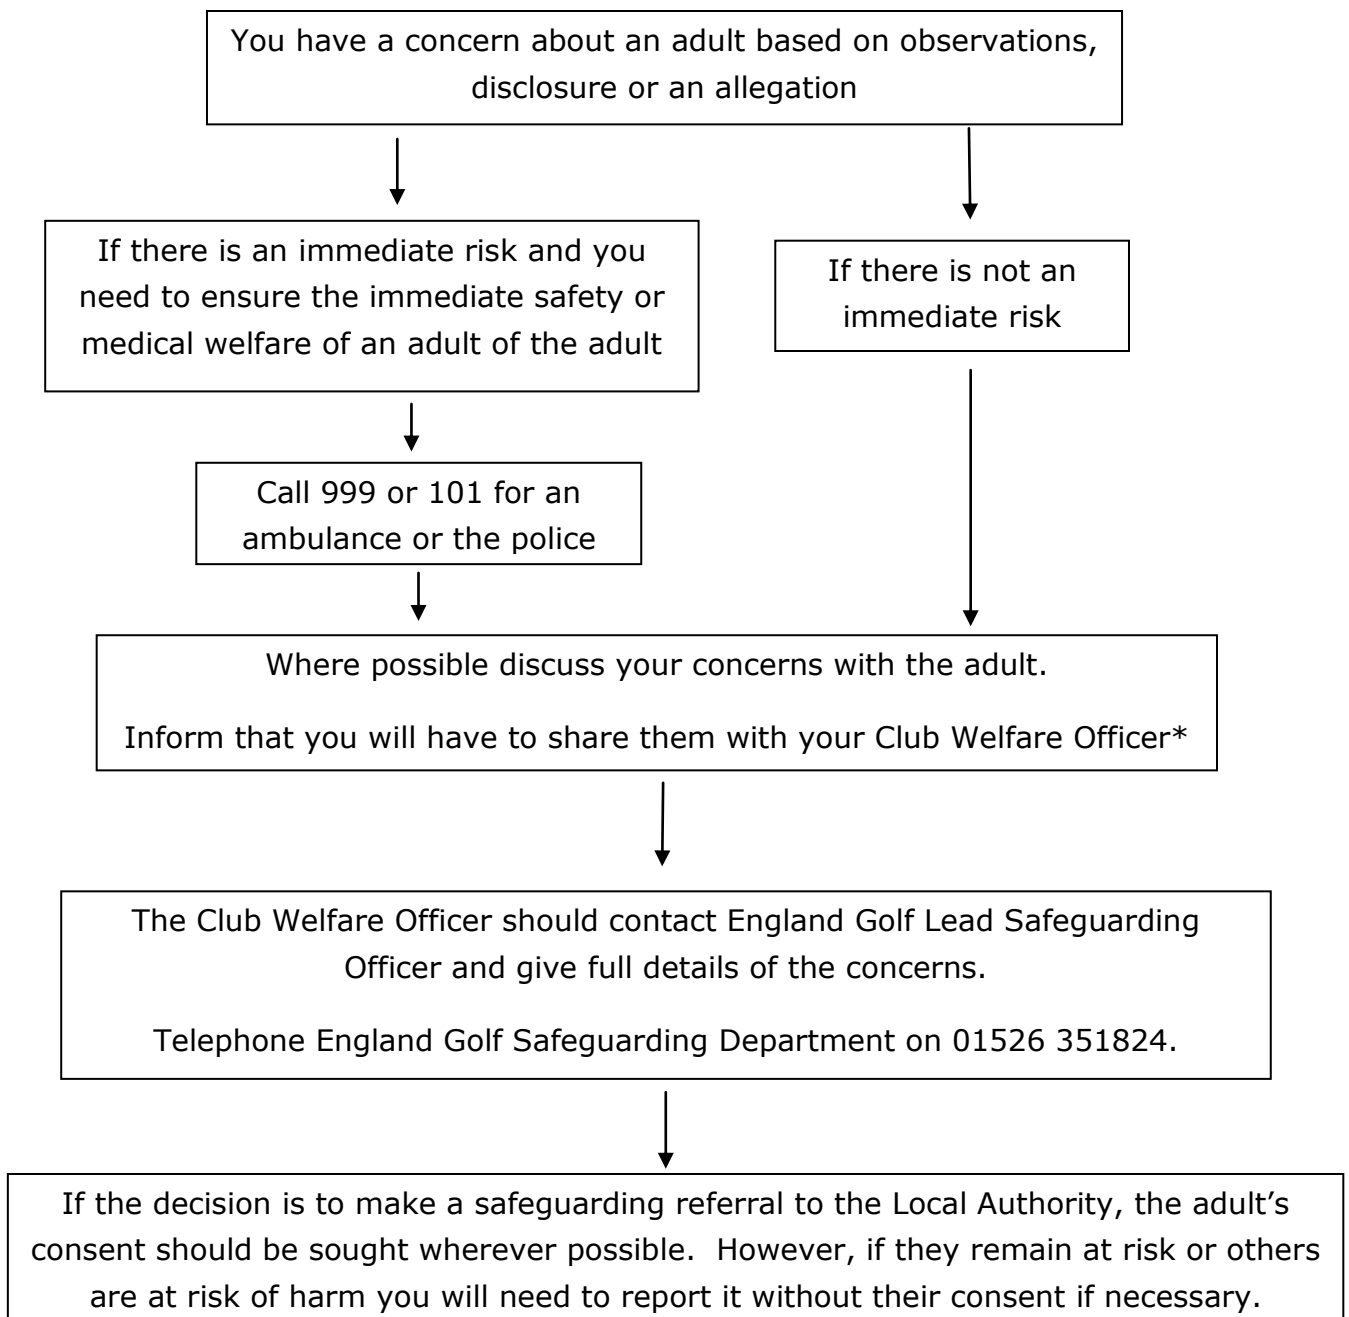 You have a concern about an adult based on observations,
disclosure or an allegation
If there is an immediate risk and you
need to ensure the immediate safety or
medical welfare of an adult of the adult
If there is not an
immediate risk
Call 999 or 101 for an
ambulance or the police
Where possible discuss your concerns with the adult.
Inform that you will have to share them with your Club Welfare Officer*
The Club Welfare Officer should contact England Golf Lead Safeguarding
Officer and give full details of the concerns.
Telephone England Golf Safeguarding Department on 01526 351824.
If the decision is to make a safeguarding referral to the Local Authority, the adult’s
consent should be sought wherever possible.  However, if they remain at risk or others
are at risk of harm you will need to report it without their consent if necessary.